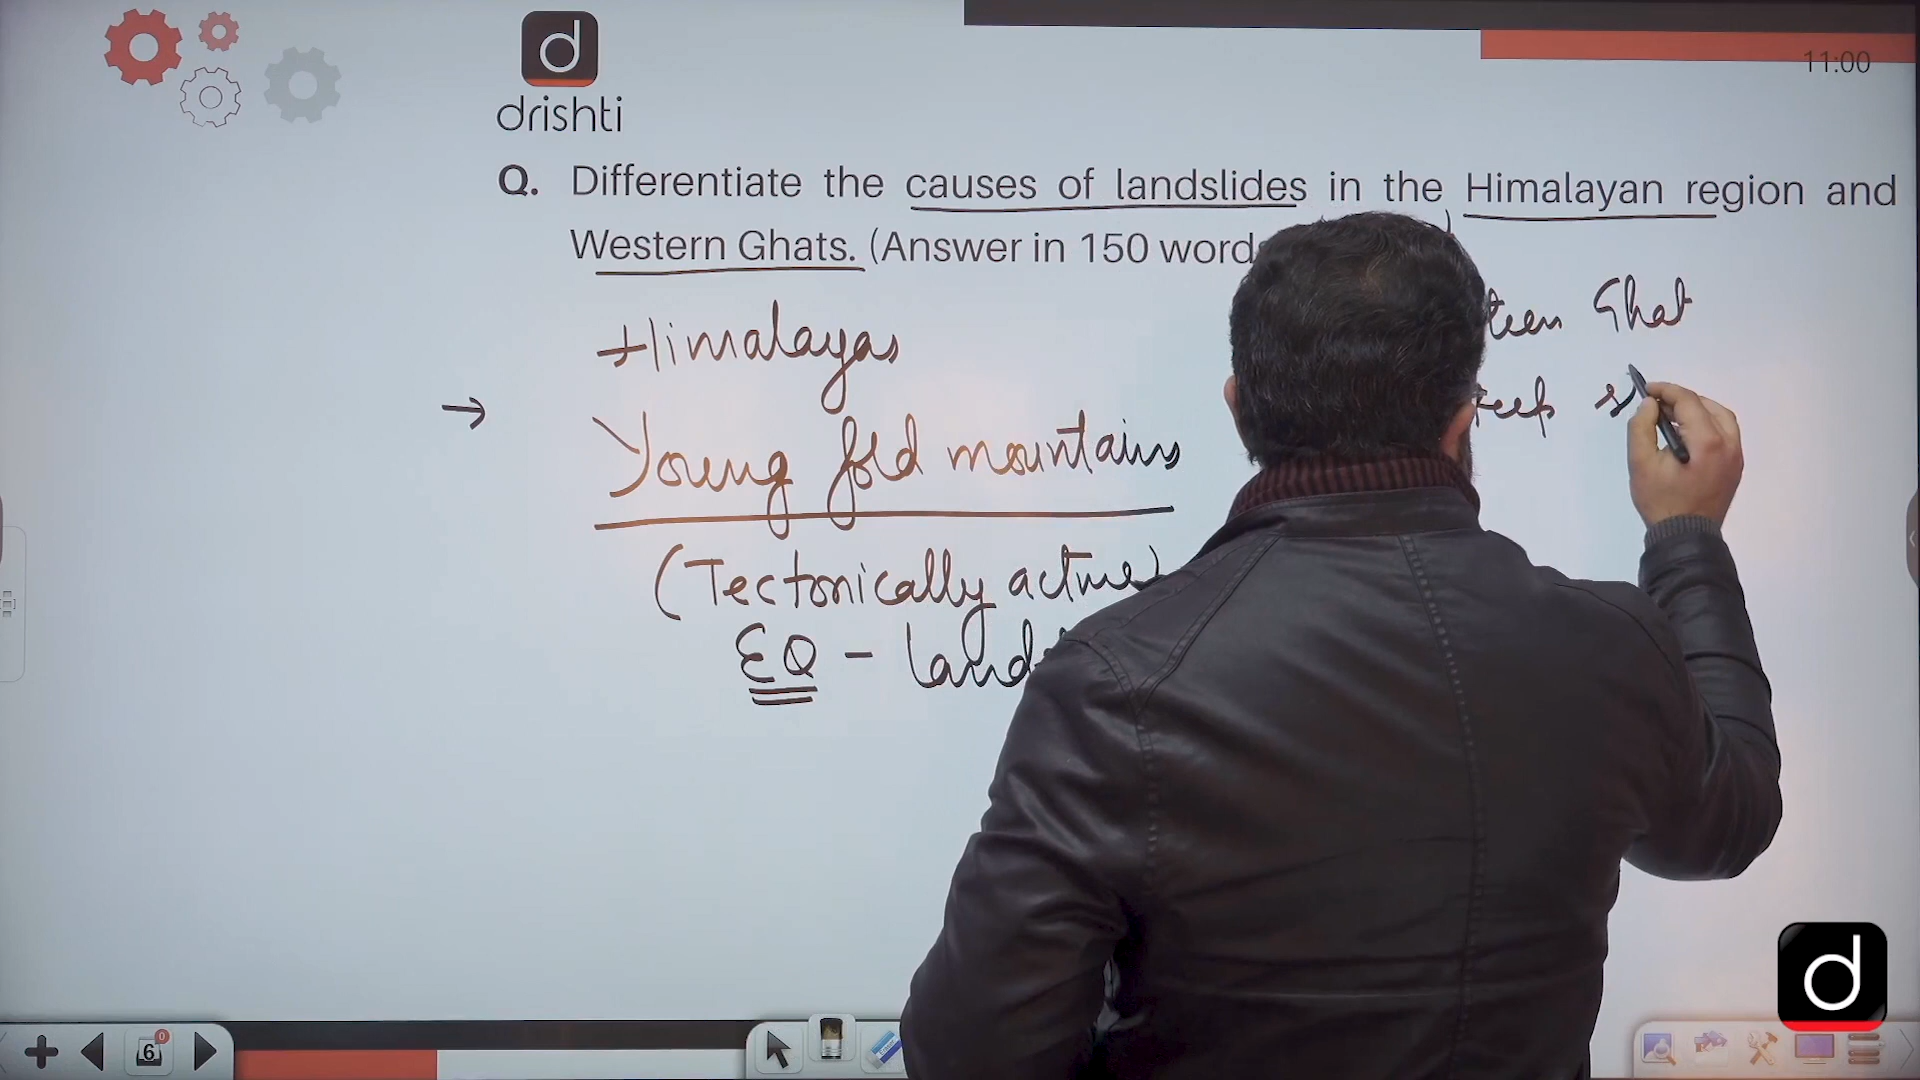 drishti
11:00
Q. Differentiate the causes of landslides in the Himalayan region and
Western Ghats. (Answer in 150
Himalayas
Ghat
→ Young fold mountains
(Tectonically active)
EQ -
6
0